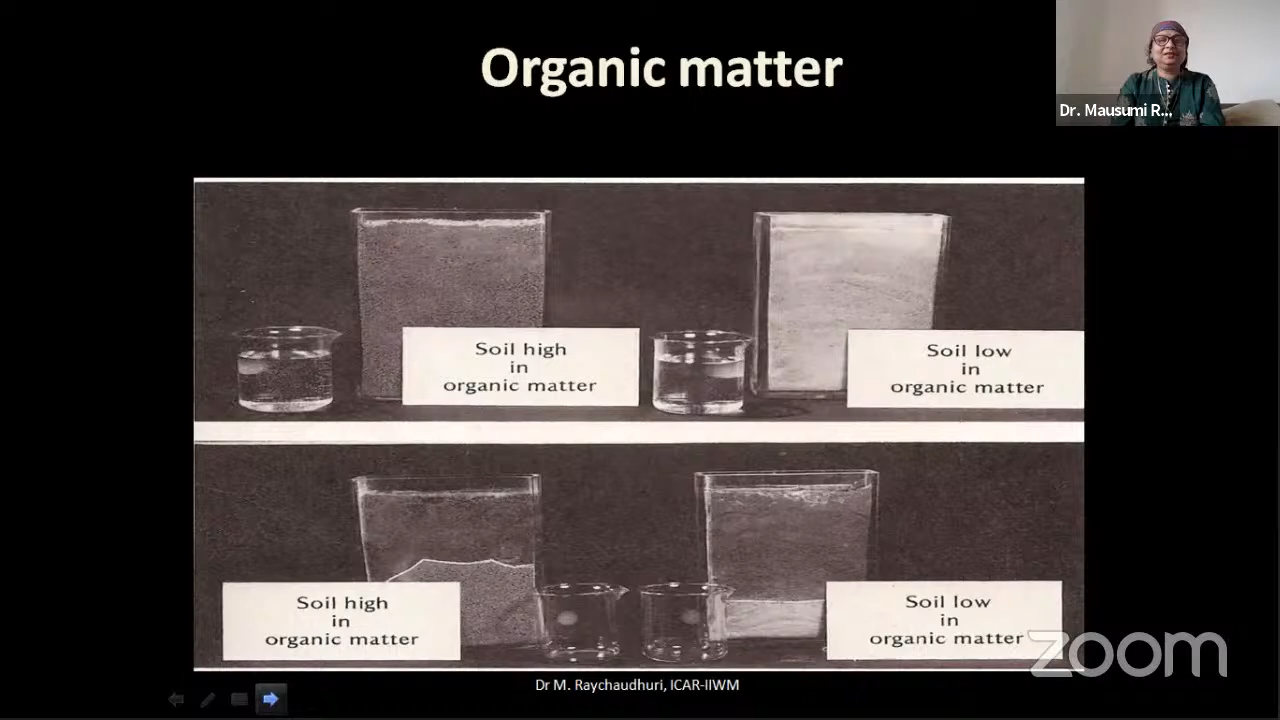 Organic matter
Dr. Mausumi R...
Soil high
in
organic matter
Soil low
in
organic matter
Soil high
in
organic matter
Soil low
in
organic matter
zoom
Dr M. Raychaudhuri, ICAR-IIWM